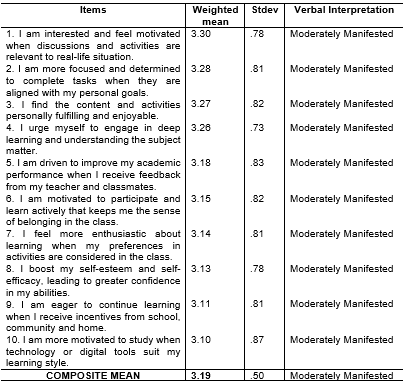 Items Weighted mean Stdev Verbal Interpretation
1. I am interested and feel motivated 3.30 .78 Moderately Manifested
when discussions and activities are
relevant to real-life situation.
2. I am more focused and determined 3.28 .81 Moderately Manifested
to complete tasks when they are
aligned with my personal goals.
3. I find the content and activities 3.27 .82 Moderately Manifested
personally fulfilling and enjoyable.
4. I urge myself to engage in deep 3.26 .73 Moderately Manifested
learning and understanding the subject
matter.
5. I am driven to improve my academic 3.18 .83 Moderately Manifested
performance when I receive feedback
from my teacher and classmates.
6. I am motivated to participate and 3.15 .82 Moderately Manifested
learn actively that keeps me the sense
of belonging in the class.
7. I feel more enthusiastic about 3.14 .81 Moderately Manifested
learning when my preferences in
activities are considered in the class.
8. I boost my self-esteem and self- 3.13 .78 Moderately Manifested
efficacy, leading to greater confidence
in my abilities.
9. I am eager to continue learning 3.11 .81 Moderately Manifested
when I receive incentives from school,
community and home.
10. I am more motivated to study when 3.10 .87 Moderately Manifested
technology or digital tools suit my
learning style.
COMPOSITE MEAN 3.19 .50 Moderately Manifested